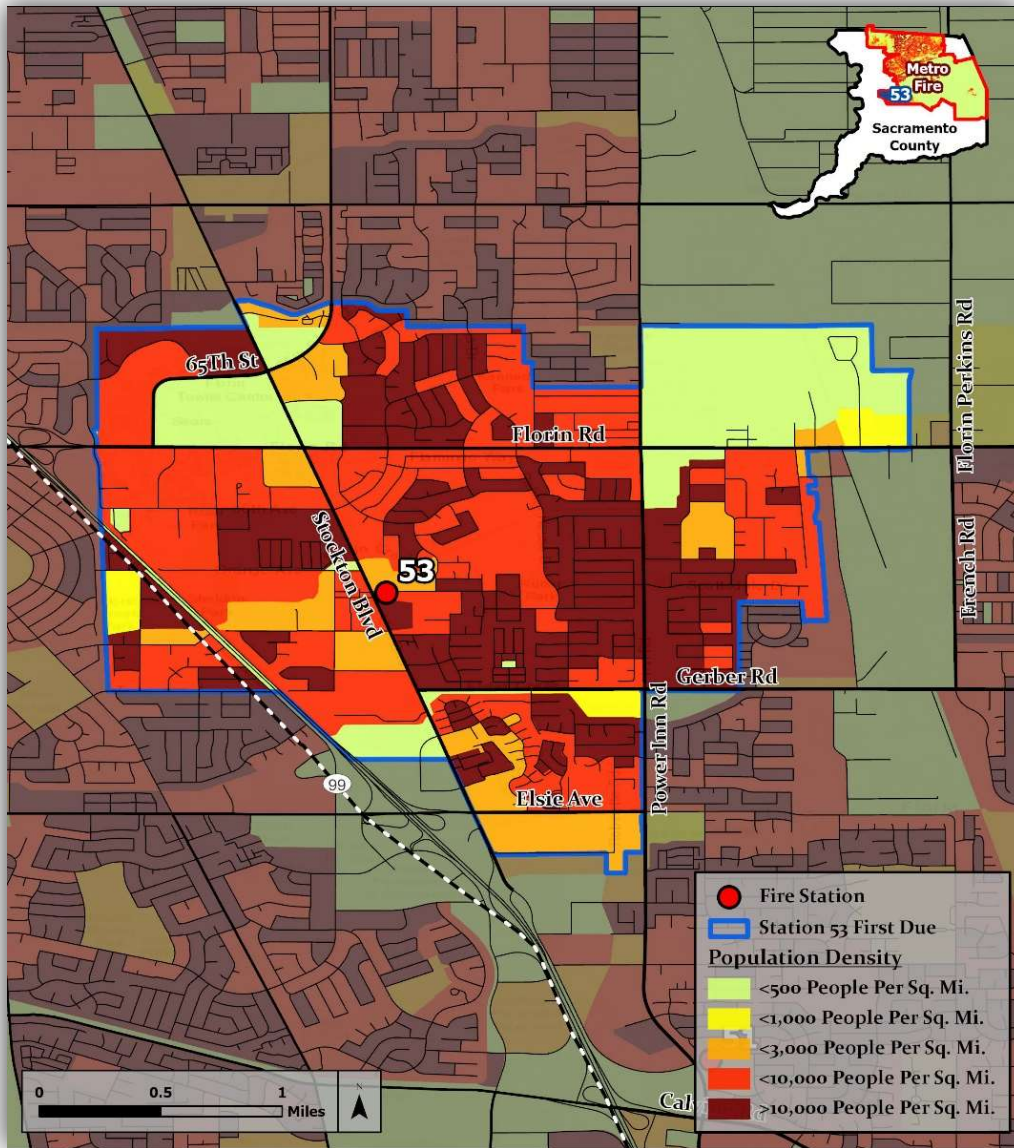 Metro
Fire
53
Sacramento
County
65Th St
Florin Rd
Florin Perkins Rd
Stockton Blvd
53
French Rd
Gerber Rd
Power Inn Rd
99
Elsie Ave
Fire Station
Station 53 First Due
Population Density
<500 People Per Sq. Mi.
<1,000 People Per Sq. Mi.
<3,000 People Per Sq. Mi.
<10,000 People Per Sq. Mi.
>10,000 People Per Sq. Mi.
0 0.5 1
Miles
N